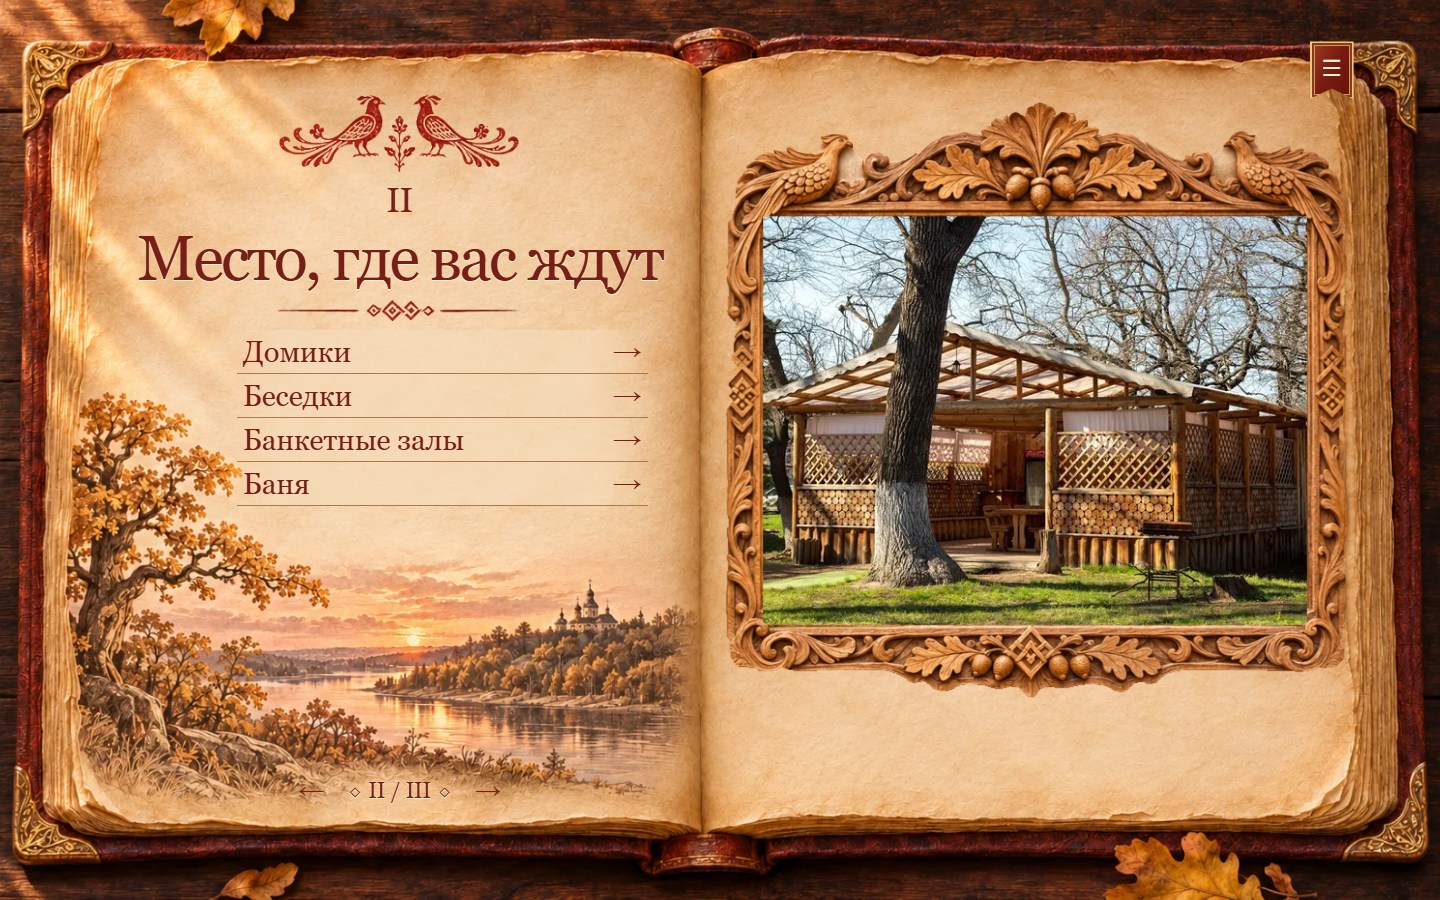 II
Место, где вас ждут
Домики →
Беседки →
Банкетные залы →
Баня →
← ◇ II / III ◇ →